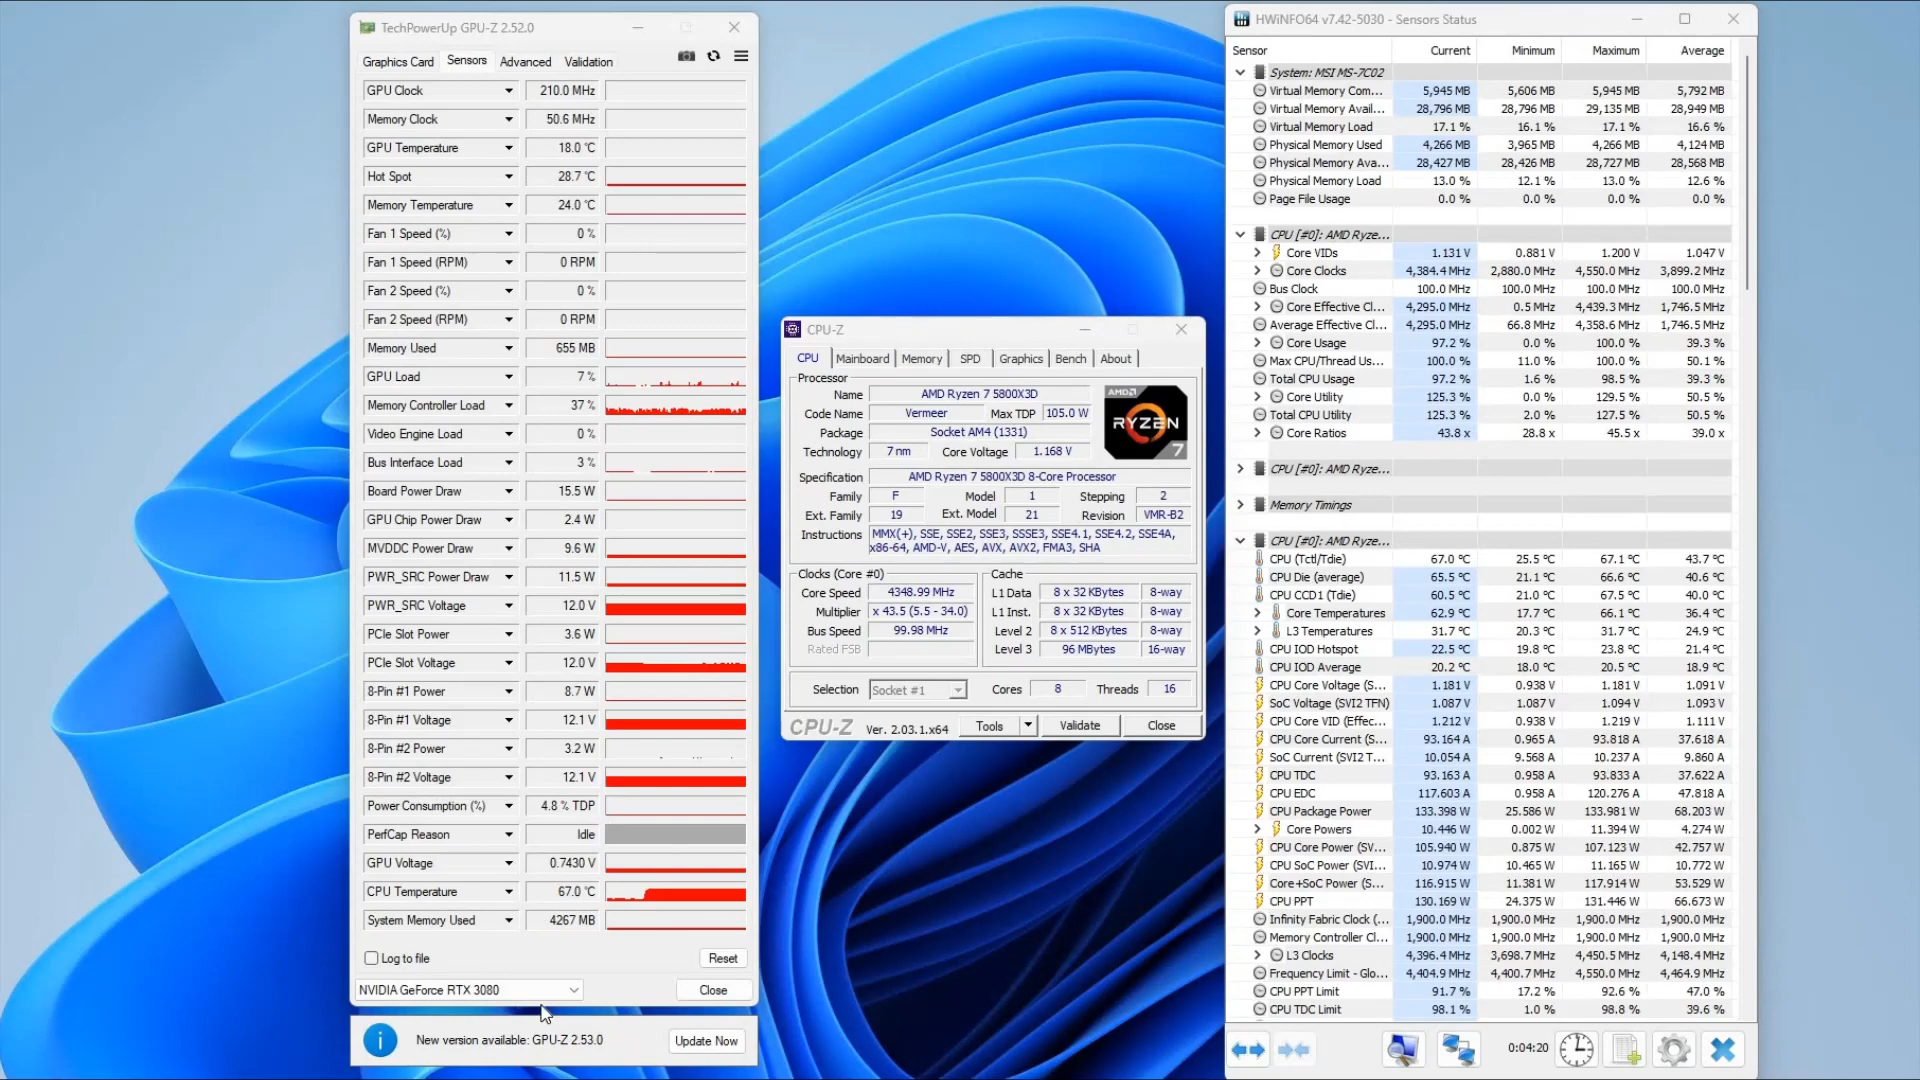 TechPowerUp GPU-Z 2.52.0
Graphics Card Sensors Advanced Validation
GPU Clock 210.0 MHz
Memory Clock 50.6 MHz
GPU Temperature 18.0 °C
Hot Spot 28.7 °C
Memory Temperature 24.0 °C
Fan 1 Speed (%) 0 %
Fan 1 Speed (RPM) 0 RPM
Fan 2 Speed (%) 0 %
Fan 2 Speed (RPM) 0 RPM
Memory Used 655 MB
GPU Load 7 %
Memory Controller Load 37 %
Video Engine Load 0 %
Bus Interface Load 3 %
Board Power Draw 15.5 W
GPU Chip Power Draw 2.4 W
MVDDC Power Draw 9.6 W
PWR_SRC Power Draw 11.5 W
PWR_SRC Voltage 12.0 V
PCIe Slot Power 3.6 W
PCIe Slot Voltage 12.0 V
8-Pin #1 Power 8.7 W
8-Pin #1 Voltage 12.1 V
8-Pin #2 Power 3.2 W
8-Pin #2 Voltage 12.1 V
Power Consumption (%) 4.8 % TDP
PerfCap Reason Idle
GPU Voltage 0.7430 V
CPU Temperature 67.0 °C
System Memory Used 4267 MB
Log to file Reset
NVIDIA GeForce RTX 3080 Close
New version available: GPU-Z 2.53.0 Update Now
CPU-Z
CPU Mainboard Memory SPD Graphics Bench About
Processor
Name AMD Ryzen 7 5800X3D
Code Name Vermeer Max TDP 105.0 W
Package Socket AM4 (1331)
Technology 7 nm Core Voltage 1.168 V
AMD
RYZEN
7
Specification AMD Ryzen 7 5800X3D 8-Core Processor
Family F Model 1 Stepping 2
Ext. Family 19 Ext. Model 21 Revision VMR-B2
Instructions MMX(+), SSE, SSE2, SSE3, SSSE3, SSE4.1, SSE4.2, SSE4A,
x86-64, AMD-V, AES, AVX, AVX2, FMA3, SHA
Clocks (Core #0)
Core Speed 4348.99 MHz
Multiplier x 43.5 (5.5 - 34.0)
Bus Speed 99.98 MHz
Rated FSB
Cache
L1 Data 8 x 32 KBytes 8-way
L1 Inst. 8 x 32 KBytes 8-way
Level 2 8 x 512 KBytes 8-way
Level 3 96 MBytes 16-way
Selection Socket #1 Cores 8 Threads 16
CPU-Z Ver. 2.03.1.x64 Tools Validate Close
HWiNFO64 v7.42-5030 - Sensors Status
Sensor Current Minimum Maximum Average
System: MSI MS-7C02
Virtual Memory Com... 5,945 MB 5,606 MB 5,945 MB 5,792 MB
Virtual Memory Avail... 28,796 MB 28,796 MB 29,135 MB 28,949 MB
Virtual Memory Load 17.1 % 16.1 % 17.1 % 16.6 %
Physical Memory Used 4,266 MB 3,965 MB 4,266 MB 4,124 MB
Physical Memory Ava... 28,427 MB 28,426 MB 28,727 MB 28,568 MB
Physical Memory Load 13.0 % 12.1 % 13.0 % 12.6 %
Page File Usage 0.0 % 0.0 % 0.0 % 0.0 %
CPU [#0]: AMD Ryze...
Core VIDs 1.131 V 0.881 V 1.200 V 1.047 V
Core Clocks 4,384.4 MHz 2,880.0 MHz 4,550.0 MHz 3,899.2 MHz
Bus Clock 100.0 MHz 100.0 MHz 100.0 MHz 100.0 MHz
Core Effective Cl... 4,295.0 MHz 0.5 MHz 4,439.3 MHz 1,746.5 MHz
Average Effective Cl... 4,295.0 MHz 66.8 MHz 4,358.6 MHz 1,746.5 MHz
Core Usage 97.2 % 0.0 % 100.0 % 39.3 %
Max CPU/Thread Us... 100.0 % 11.0 % 100.0 % 50.1 %
Total CPU Usage 97.2 % 1.6 % 98.5 % 39.3 %
Core Utility 125.3 % 0.0 % 129.5 % 50.5 %
Total CPU Utility 125.3 % 2.0 % 127.5 % 50.5 %
Core Ratios 43.8 x 28.8 x 45.5 x 39.0 x
CPU [#0]: AMD Ryze...
Memory Timings
CPU [#0]: AMD Ryze...
CPU (Tctl/Tdie) 67.0 °C 25.5 °C 67.1 °C 43.7 °C
CPU Die (average) 65.5 °C 21.1 °C 66.6 °C 40.6 °C
CPU CCD1 (Tdie) 60.5 °C 21.0 °C 67.5 °C 40.0 °C
Core Temperatures 62.9 °C 17.7 °C 66.1 °C 36.4 °C
L3 Temperatures 31.7 °C 20.3 °C 31.7 °C 24.9 °C
CPU IOD Hotspot 22.5 °C 19.8 °C 23.8 °C 21.4 °C
CPU IOD Average 20.2 °C 18.0 °C 20.5 °C 18.9 °C
CPU Core Voltage (S... 1.181 V 0.938 V 1.181 V 1.091 V
SoC Voltage (SVI2 TFN) 1.087 V 1.087 V 1.094 V 1.093 V
CPU Core VID (Effec... 1.212 V 0.938 V 1.219 V 1.111 V
CPU Core Current (S... 93.164 A 0.965 A 93.818 A 37.618 A
SoC Current (SVI2 T... 10.054 A 9.568 A 10.237 A 9.860 A
CPU TDC 93.163 A 0.958 A 93.833 A 37.622 A
CPU EDC 117.603 A 0.958 A 120.276 A 47.818 A
CPU Package Power 133.398 W 25.586 W 133.981 W 68.203 W
Core Powers 10.446 W 0.002 W 11.394 W 4.274 W
CPU Core Power (SV... 105.940 W 0.875 W 107.123 W 42.757 W
CPU SoC Power (SVI... 10.974 W 10.465 W 11.165 W 10.772 W
Core+SoC Power (S... 116.915 W 11.381 W 117.914 W 53.529 W
CPU PPT 130.169 W 24.375 W 131.446 W 66.673 W
Infinity Fabric Clock (... 1,900.0 MHz 1,900.0 MHz 1,900.0 MHz 1,900.0 MHz
Memory Controller Cl... 1,900.0 MHz 1,900.0 MHz 1,900.0 MHz 1,900.0 MHz
L3 Clocks 4,396.4 MHz 3,698.7 MHz 4,450.5 MHz 4,148.4 MHz
Frequency Limit - Glo... 4,404.9 MHz 4,400.7 MHz 4,550.0 MHz 4,464.9 MHz
CPU PPT Limit 91.7 % 17.2 % 92.6 % 47.0 %
CPU TDC Limit 98.1 % 1.0 % 98.8 % 39.6 %
0:04:20